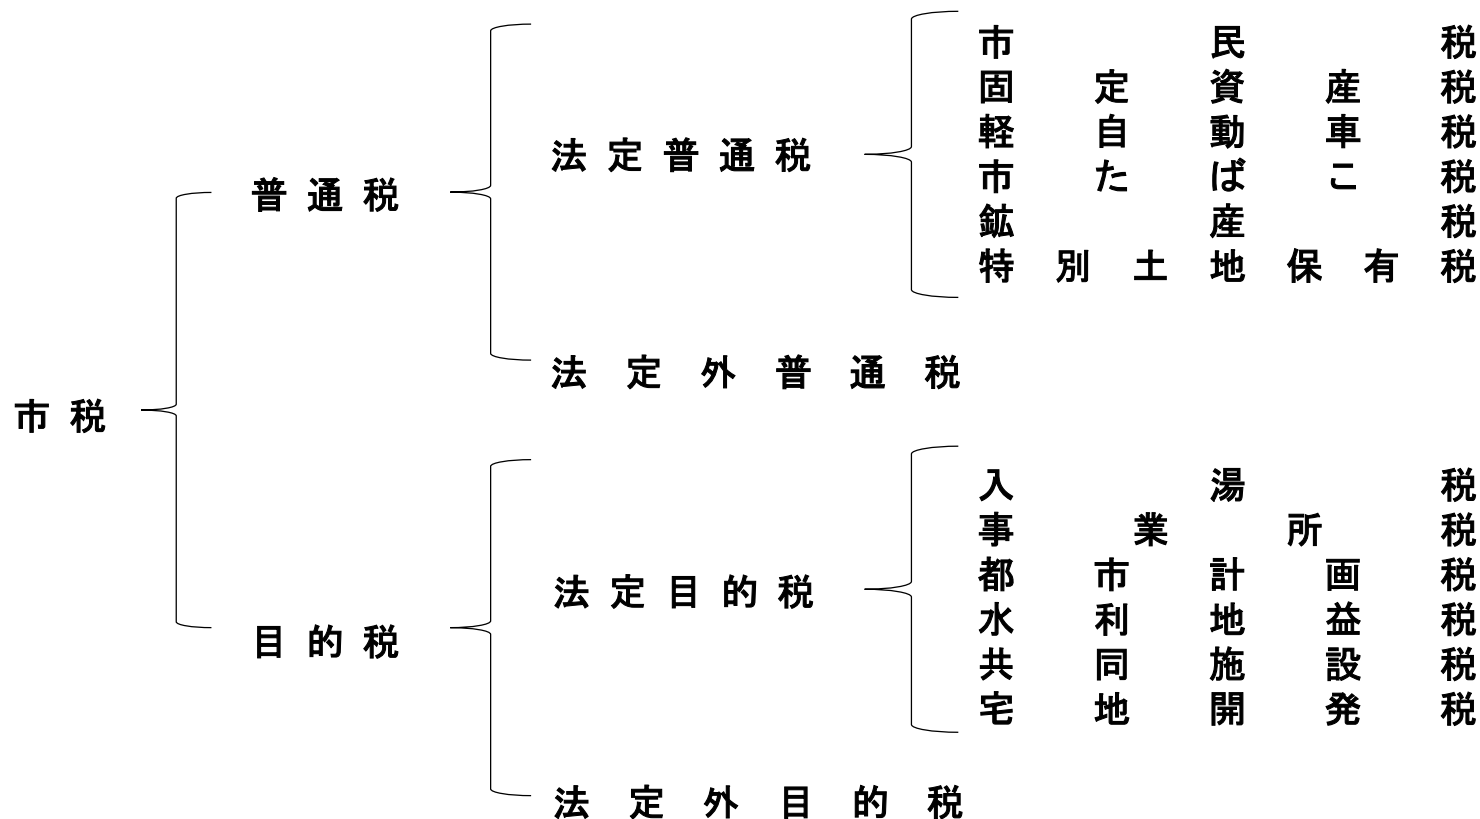 市税
普通税
法定普通税
市民税
固定資産税
軽自動車税
市たばこ税
鉱産税
特別土地保有税
法定外普通税
目的税
法定目的税
入湯税
事業所税
都市計画税
水利地益税
共同施設税
宅地開発税
法定外目的税